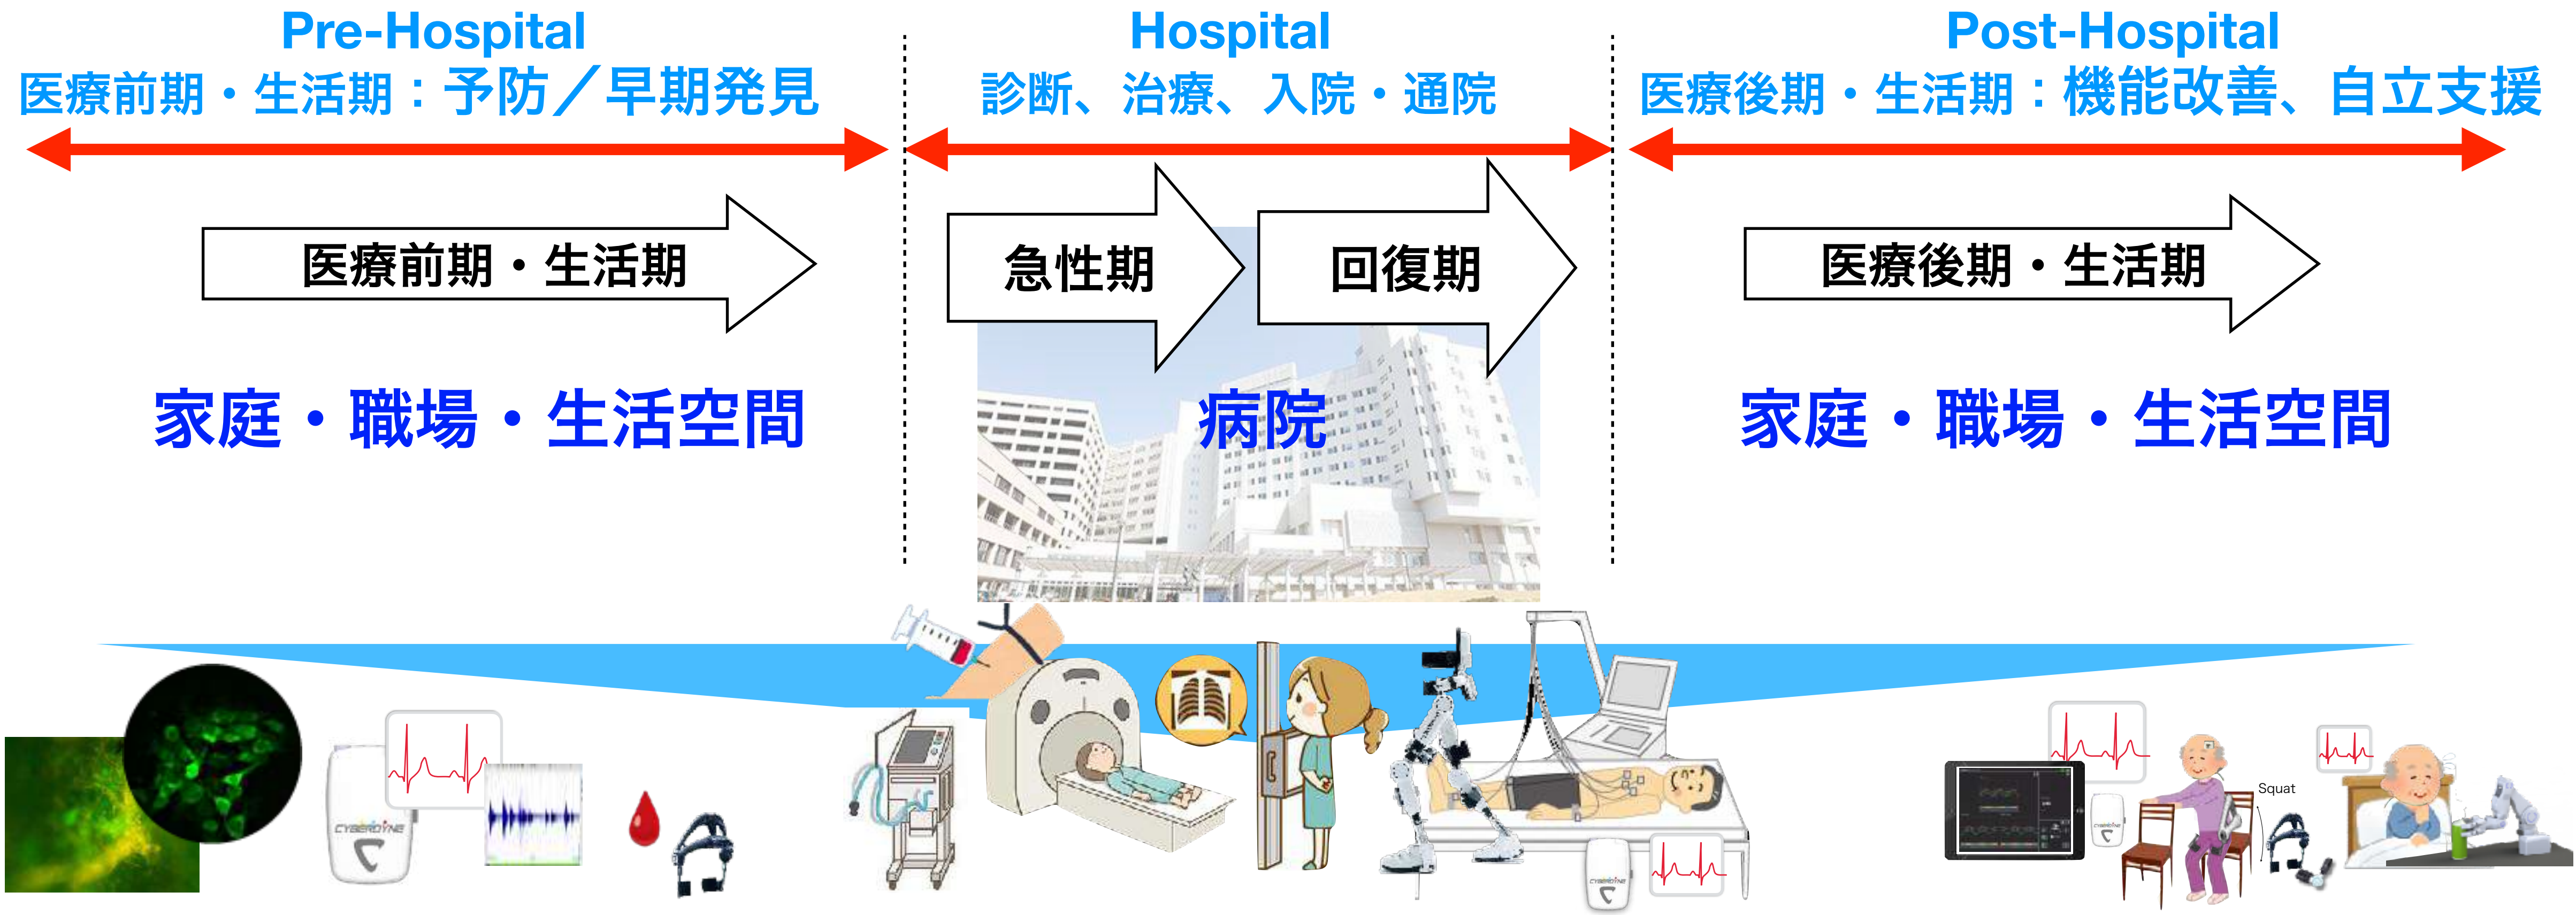 Pre-Hospital
医療前期・生活期：予防／早期発見
Hospital
診断、治療、入院・通院
Post-Hospital
医療後期・生活期：機能改善、自立支援
医療前期・生活期
急性期
回復期
医療後期・生活期
家庭・職場・生活空間
病院
家庭・職場・生活空間
CYBERDYNE
CYBERDYNE
CYBERDYNE
Squat